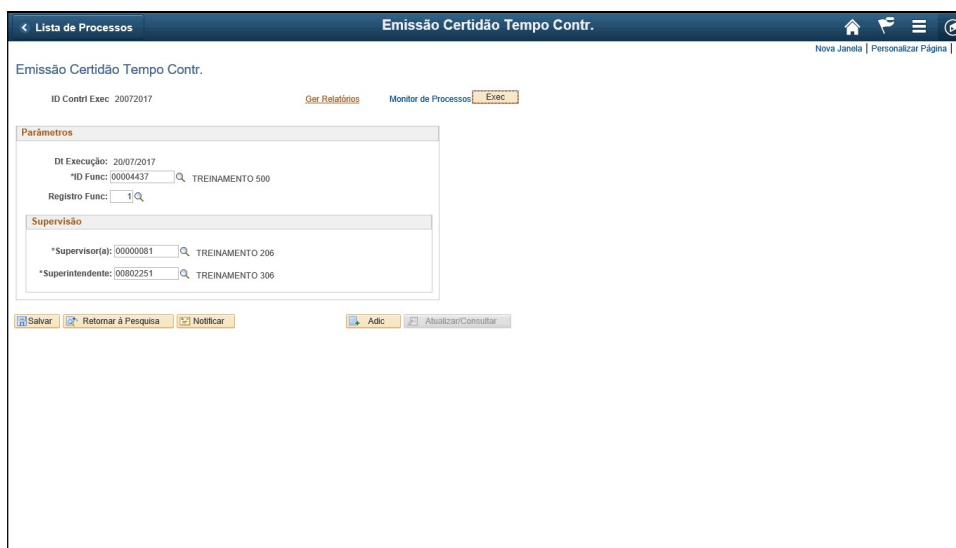 Lista de Processos
Emissão Certidão Tempo Contr.
Nova Janela | Personalizar Página |
Emissão Certidão Tempo Contr.
ID Contrl Exec 20072017 Ger Relatórios Monitor de Processos Exec
Parâmetros
Dt Execução: 20/07/2017
*ID Func: 00004437 TREINAMENTO 500
Registro Func: 1
Supervisão
*Supervisor(a): 00000081 TREINAMENTO 206
*Superintendente: 00802251 TREINAMENTO 306
Salvar Retornar à Pesquisa Notificar Adic Atualizar/Consultar